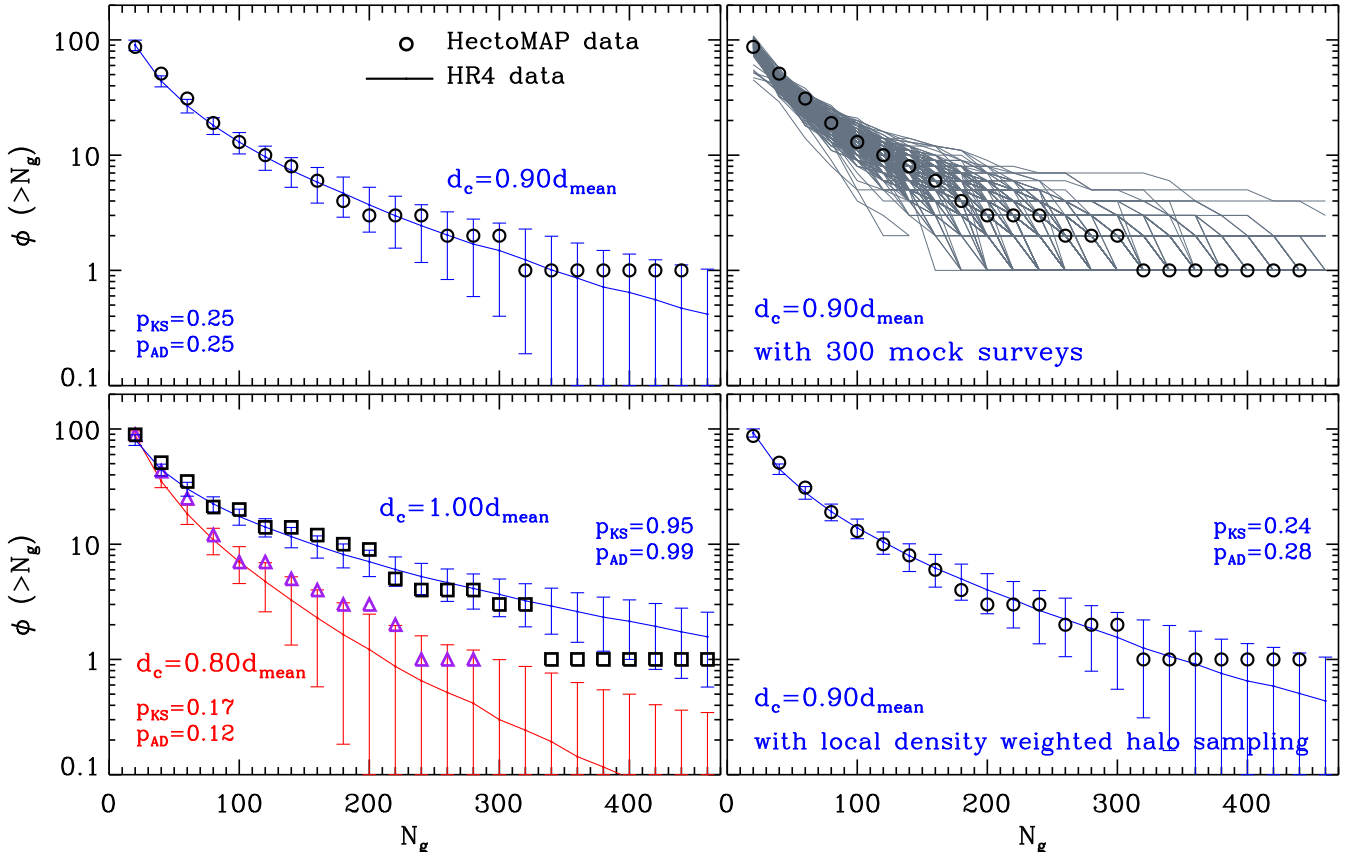 HectoMAP data
HR4 data
d_c=0.90d_mean
p_KS=0.25
p_AD=0.25
100
10
1
0.1
ϕ (>N_g)
d_c=0.90d_mean
with 300 mock surveys
d_c=1.00d_mean
p_KS=0.95
p_AD=0.99
d_c=0.80d_mean
p_KS=0.17
p_AD=0.12
100
10
1
0.1
ϕ (>N_g)
0 100 200 300 400
N_g
p_KS=0.24
p_AD=0.28
d_c=0.90d_mean
with local density weighted halo sampling
0 100 200 300 400
N_g